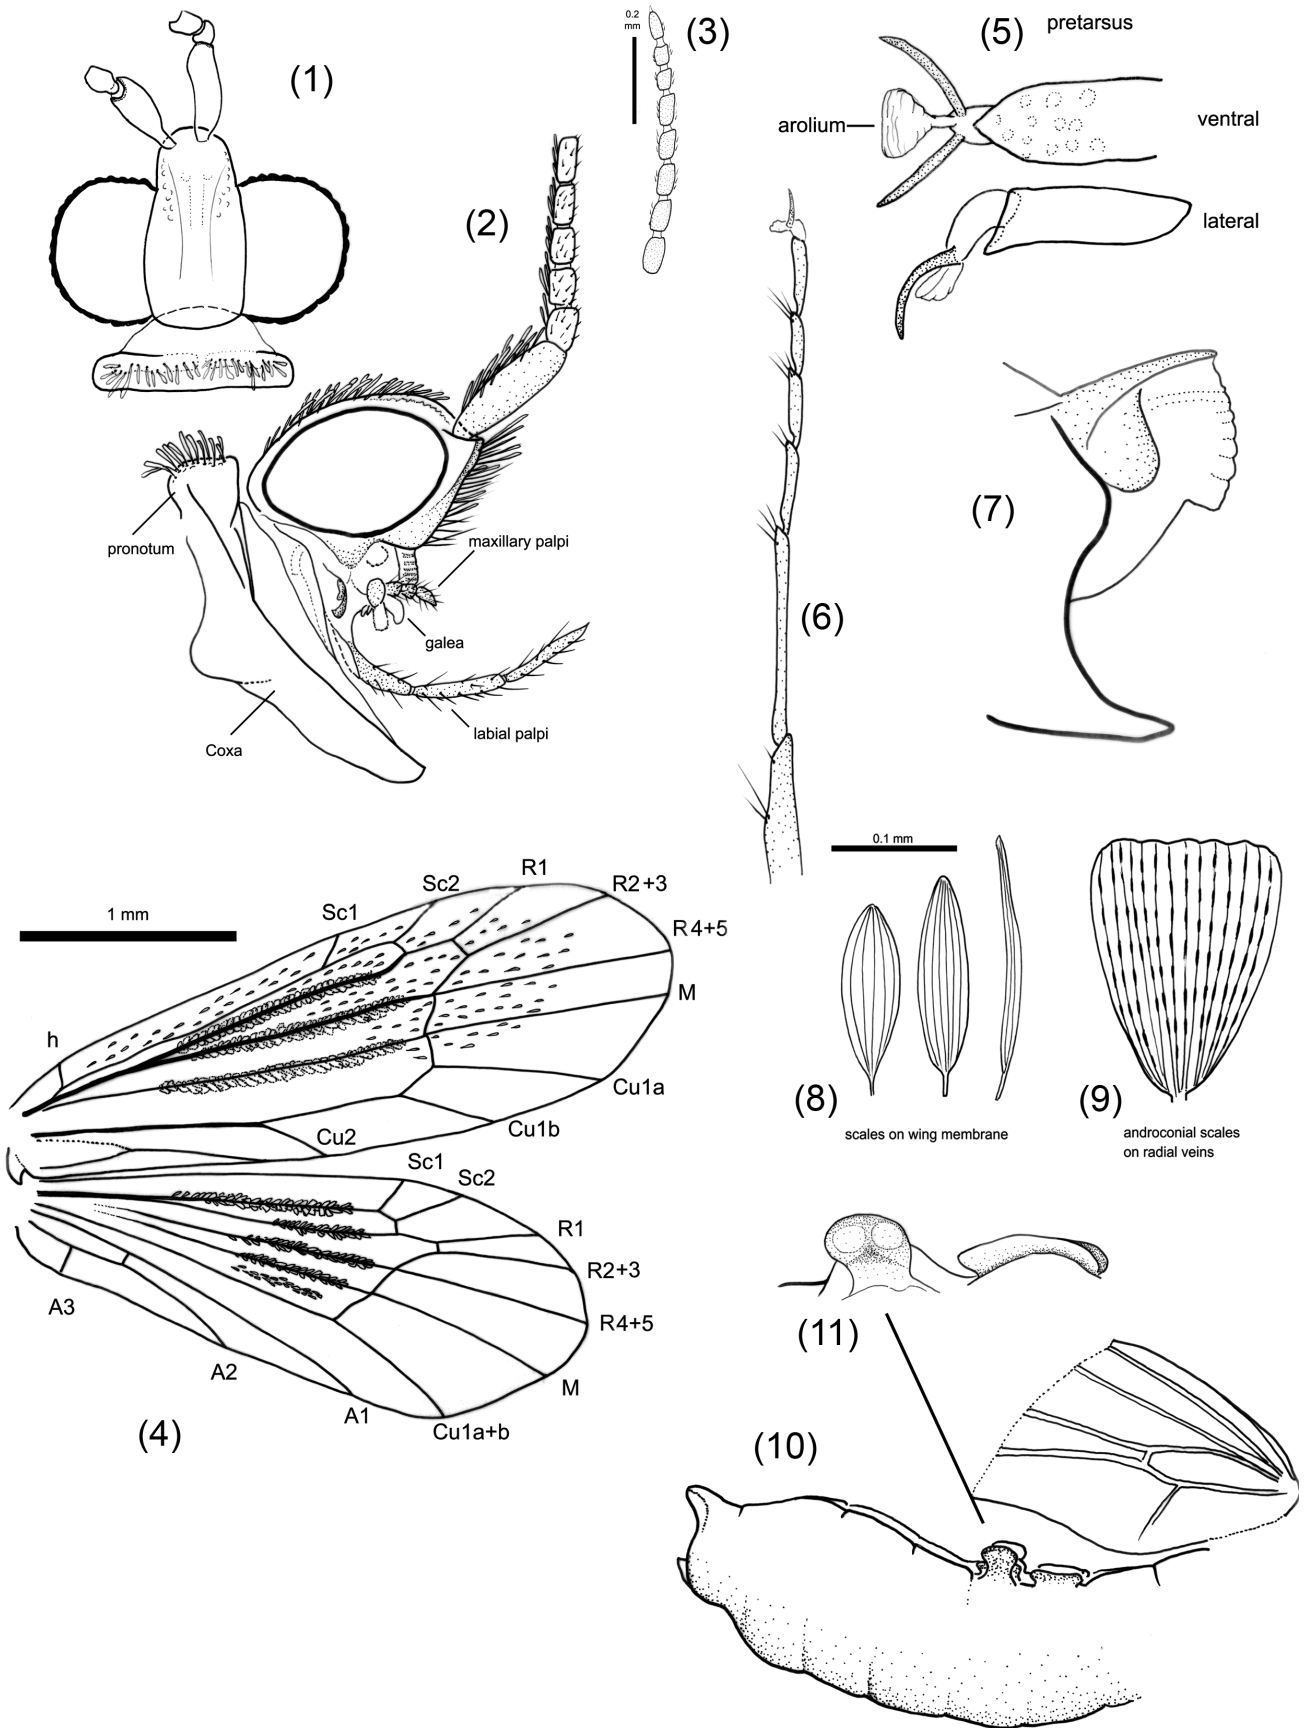 (1)
0.2
mm
(3)
(5)
pretarsus
arolium
ventral
(2)
lateral
(7)
pronotum
maxillary palpi
galea
(6)
labial palpi
Coxa
0.1 mm
1 mm
Sc1
Sc2
R1
R2+3
R4+5
M
h
Cu1a
Cu1b
Cu2
(8)
scales on wing membrane
(9)
androconial scales
on radial veins
Sc1
Sc2
R1
R2+3
R4+5
M
Cu1a+b
A1
A2
A3
(4)
(11)
(10)